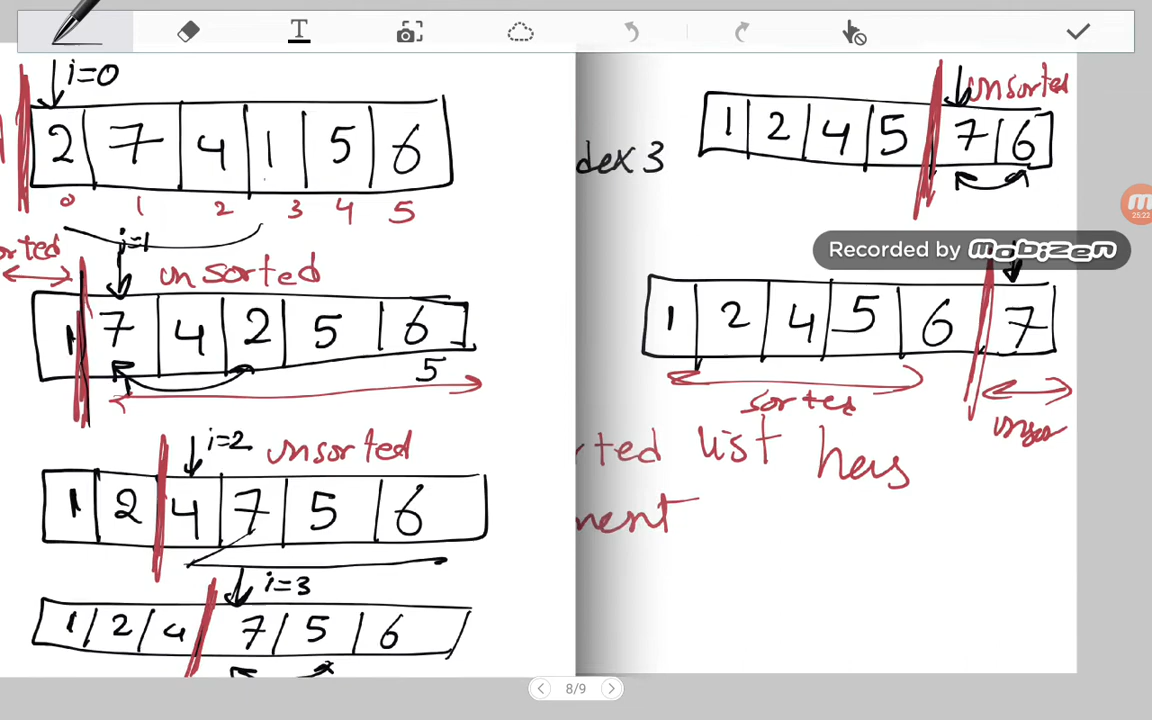 i=0
2 7 4 1 5 6
0 1 2 3 4 5
i=1
unsorted
1 7 4 2 5 6
5
i=2
unsorted
1 2 4 7 5 6
i=3
1 2 4 7 5 6
unsorted
1 2 4 5 7 6
dex 3
Recorded by mobizen
25:22
1 2 4 5 6 7
sorted
rted list has
ment
8/9